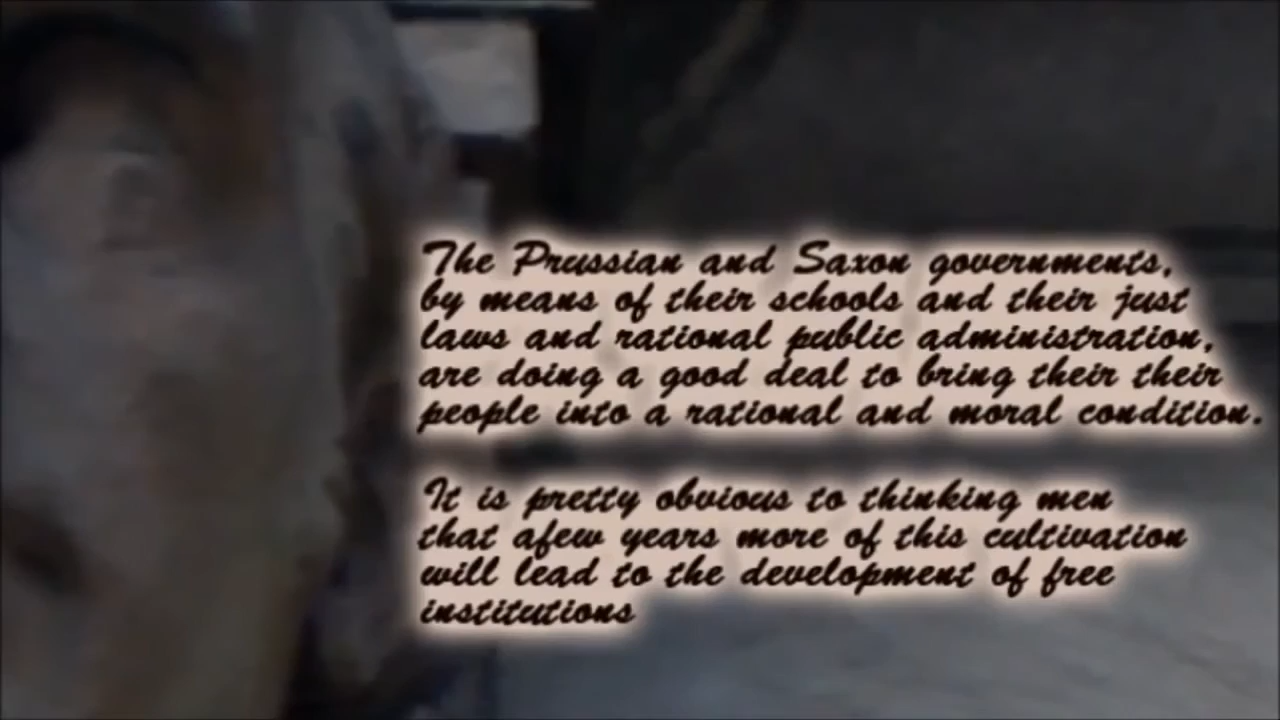 The Prussian and Saxon governments,
by means of their schools and their just
laws and rational public administration,
are doing a good deal to bring their their
people into a rational and moral condition.
It is pretty obvious to thinking men
that afew years more of this cultivation
will lead to the development of free
institutions